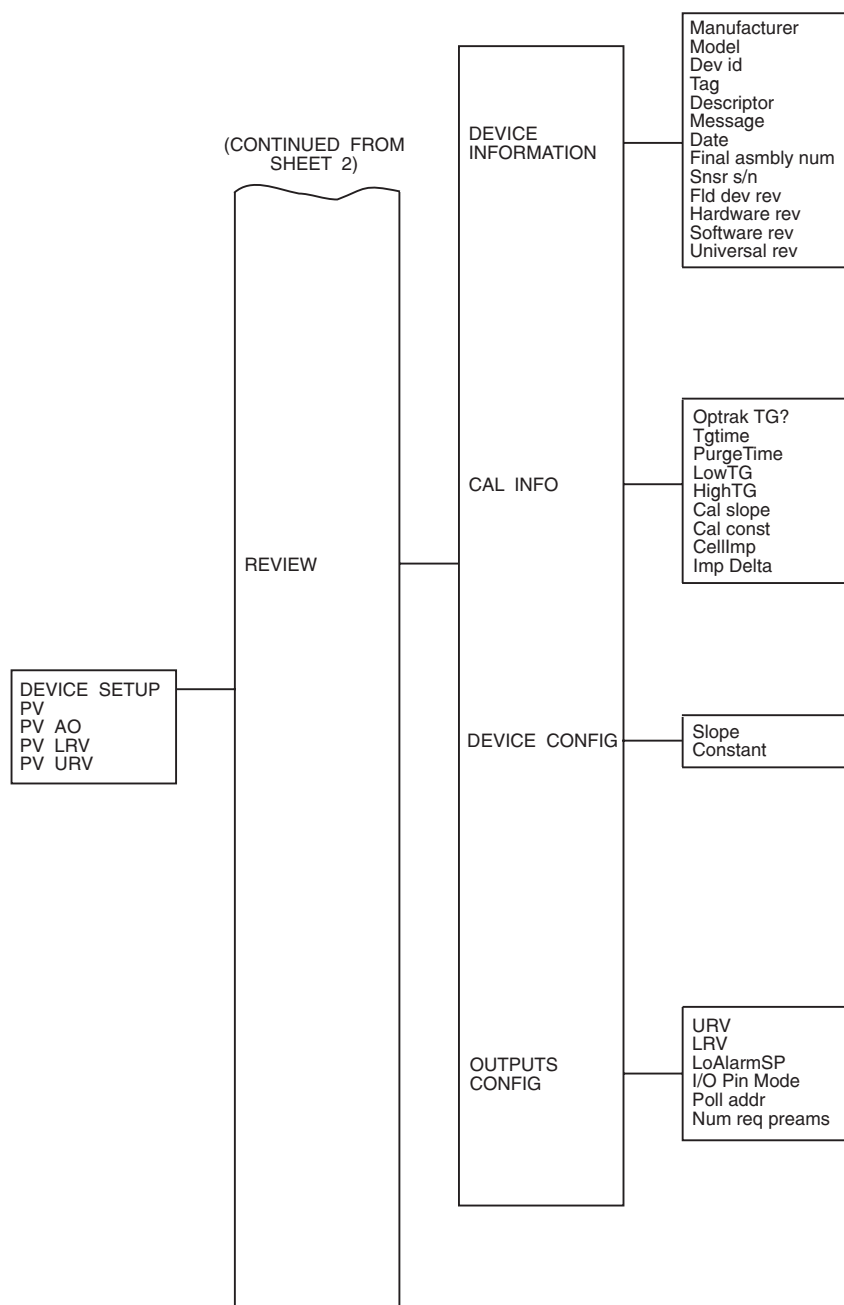 (CONTINUED FROM
SHEET 2)
DEVICE SETUP
PV
PV AO
PV LRV
PV URV
REVIEW
DEVICE
INFORMATION
Manufacturer
Model
Dev id
Tag
Descriptor
Message
Date
Final asmbly num
Snsr s/n
Fld dev rev
Hardware rev
Software rev
Universal rev
CAL INFO
Optrak TG?
Tgtime
PurgeTime
LowTG
HighTG
Cal slope
Cal const
CellImp
Imp Delta
DEVICE CONFIG
Slope
Constant
OUTPUTS
CONFIG
URV
LRV
LoAlarmSP
I/O Pin Mode
Poll addr
Num req preams